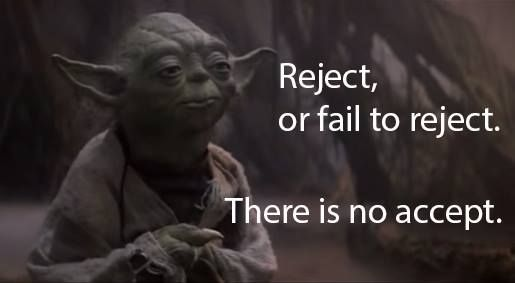 Reject,
or fail to reject.
There is no accept.